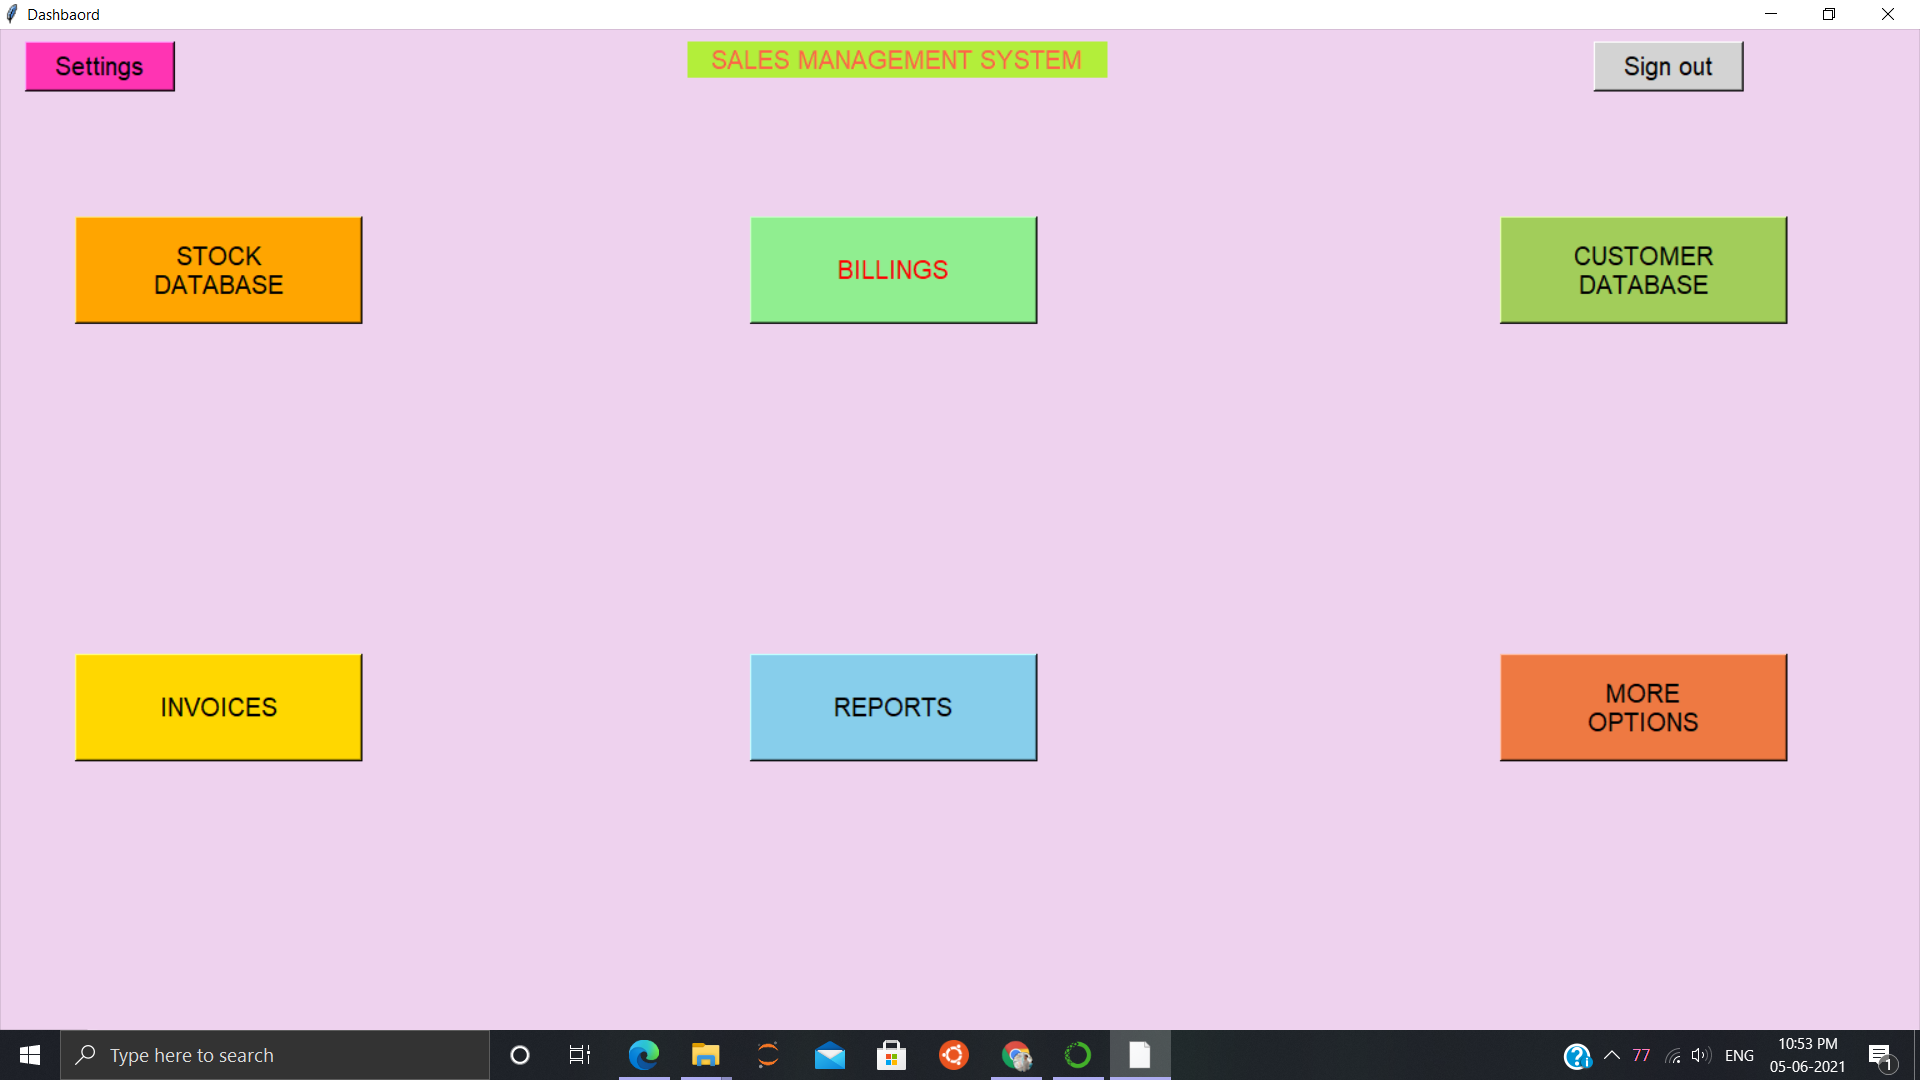 Dashbaord
Settings
SALES MANAGEMENT SYSTEM
Sign out
STOCK
DATABASE
BILLINGS
CUSTOMER
DATABASE
INVOICES
REPORTS
MORE
OPTIONS
Type here to search
77
ENG
10:53 PM
05-06-2021
1